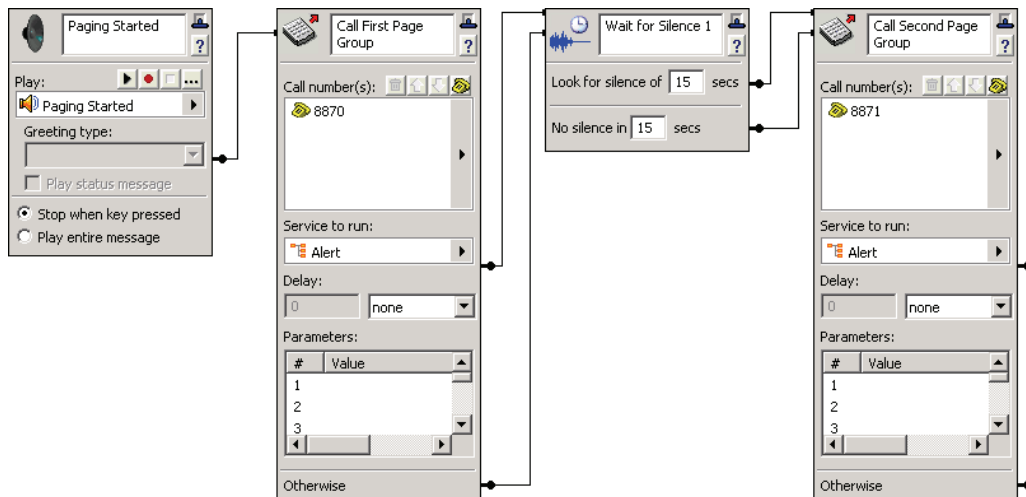 Paging Started
?
Play:
...
Paging Started
Greeting type:
Play status message
Stop when key pressed
Play entire message
Call First Page
Group
?
Call number(s):
8870
Service to run:
Alert
Delay:
0 none
Parameters:
# Value
1
2
3
Otherwise
Wait for Silence 1
?
Look for silence of 15 secs
No silence in 15 secs
Call Second Page
Group
?
Call number(s):
8871
Service to run:
Alert
Delay:
0 none
Parameters:
# Value
1
2
3
Otherwise